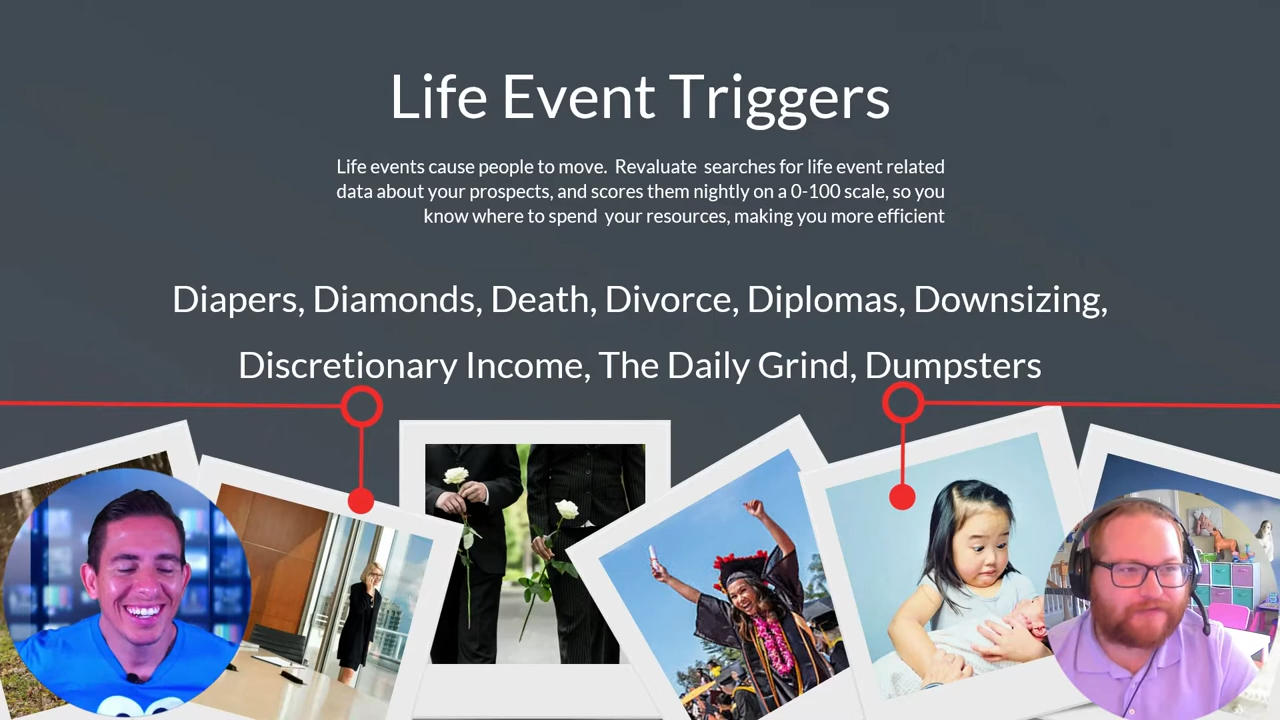 Life Event Triggers
Life events cause people to move. Revaluate searches for life event related
data about your prospects, and scores them nightly on a 0-100 scale, so you
know where to spend your resources, making you more efficient
Diapers, Diamonds, Death, Divorce, Diplomas, Downsizing,
Discretionary Income, The Daily Grind, Dumpsters